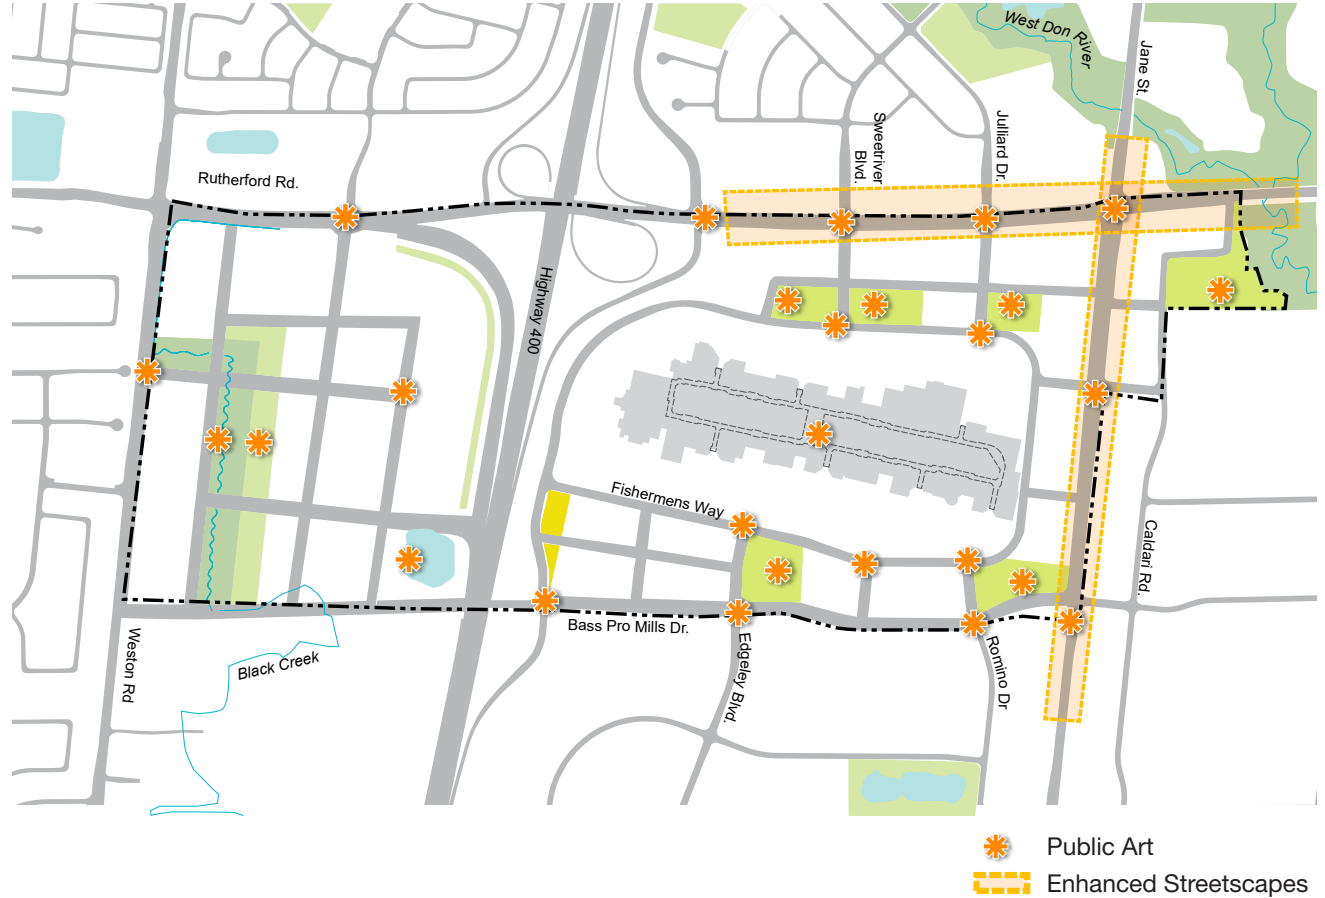 West Don River
Jane St.
Sweetriver
Blvd.
Julliard Dr.
Rutherford Rd.
Highway 400
Fishermens Way
Caldari Rd.
Bass Pro Mills Dr.
Weston Rd
Black Creek
Edgeley Blvd.
Romino Dr
Public Art
Enhanced Streetscapes